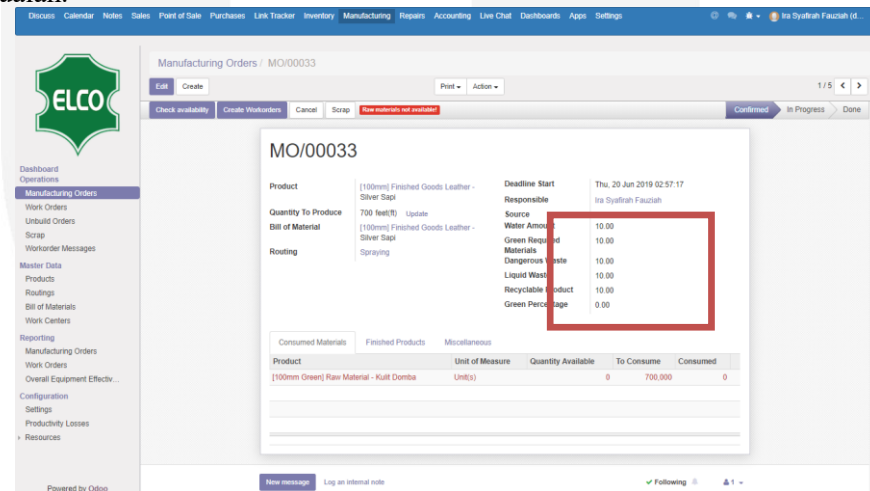 Discuss Calendar Notes Sales Point of Sale Purchases Link Tracker Inventory Manufacturing Repairs Accounting Live Chat Dashboards Apps Settings Ira Syafirah Fauziah (d...
ELCO
Manufacturing Orders / MO/00033
Edit Create Print Action 1 / 5
Check availability Create Workorders Cancel Scrap Raw materials not available! Confirmed In Progress Done
Dashboard
Operations
Manufacturing Orders
Work Orders
Unbuild Orders
Scrap
Workorder Messages
Master Data
Products
Routings
Bill of Materials
Work Centers
Reporting
Manufacturing Orders
Work Orders
Overall Equipment Effectiv...
Configuration
Settings
Productivity Losses
Resources
Powered by Odoo
MO/00033
Product [100mm] Finished Goods Leather -
Silver Sapi
Quantity To Produce 700 feet(ft) Update
Bill of Material [100mm] Finished Goods Leather -
Silver Sapi
Routing Spraying
Deadline Start Thu, 20 Jun 2019 02:57:17
Responsible Ira Syafirah Fauziah
Source
Water Amount 10.00
Green Required 10.00
Materials
Dangerous Waste 10.00
Liquid Waste 10.00
Recyclable Product 10.00
Green Percentage 0.00
Consumed Materials Finished Products Miscellaneous
Product Unit of Measure Quantity Available To Consume Consumed
[100mm Green] Raw Material - Kulit Domba Unit(s) 0 700,000 0
New message Log an internal note Following 1